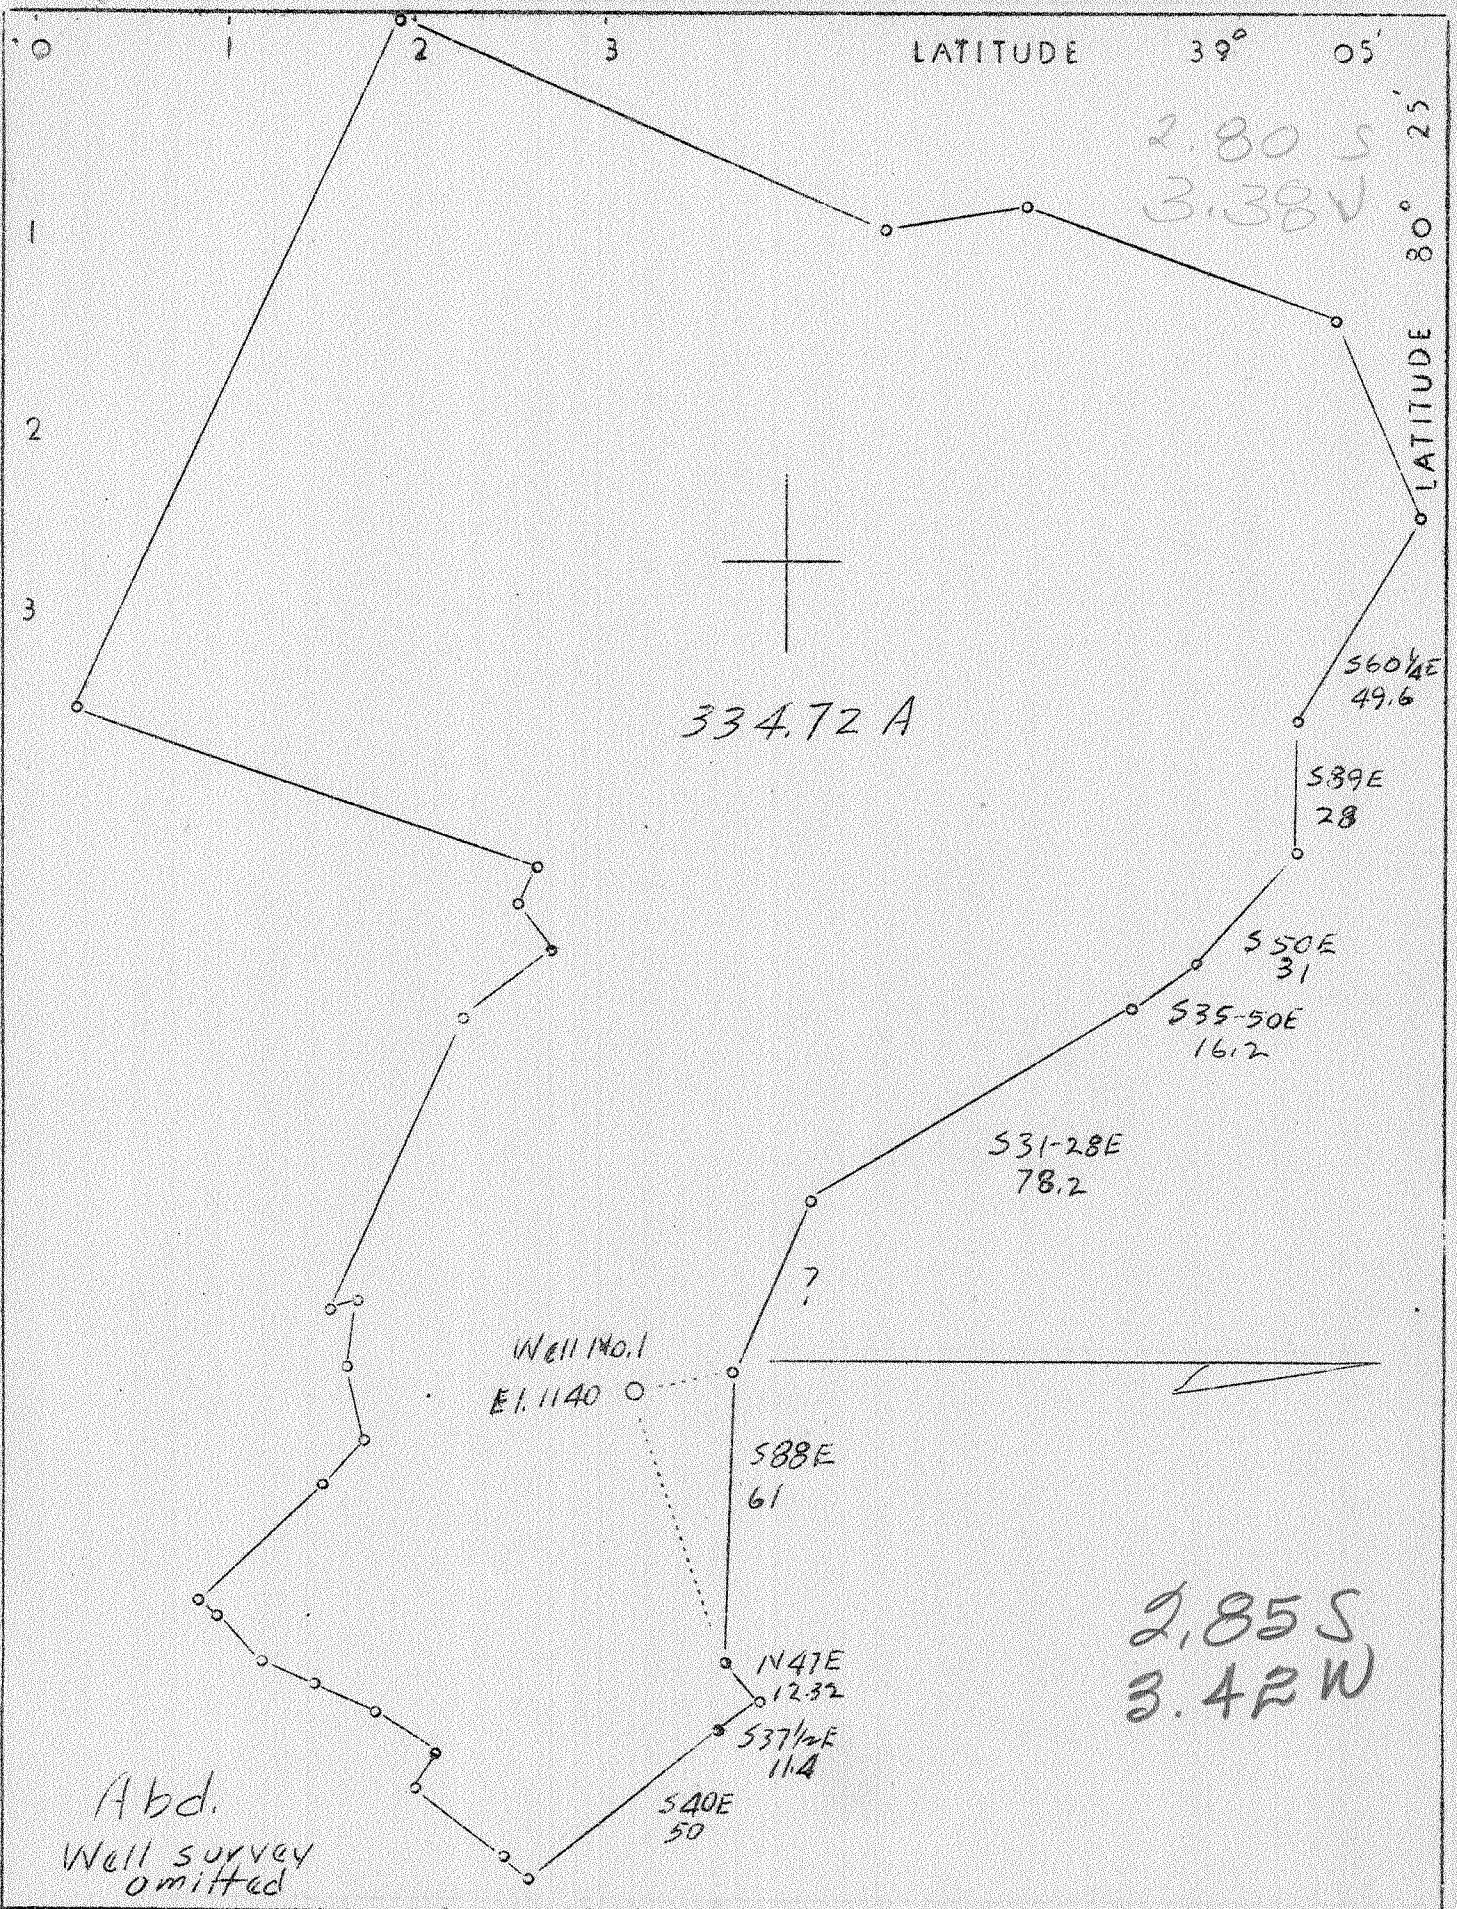 0 1 2 3 LATITUDE 39° 05'
LATITUDE 80° 25'
2.80 S
3.38 W
1
2
3
334.72 A
S60¼E
49.6
S89E
28
S50E
31
S35-50E
16.2
S31-28E
78.2
?
Well No.1
El. 1140
S88E
61
N47E
12.32
S37½E
11.4
S40E
50
2.85 S
3.42 W
Abd.
Well survey
omitted